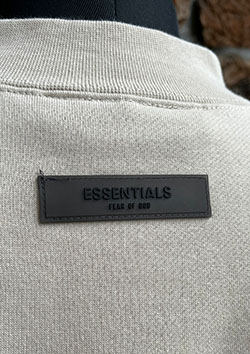 ESSENTIALS
FEAR OF GOD